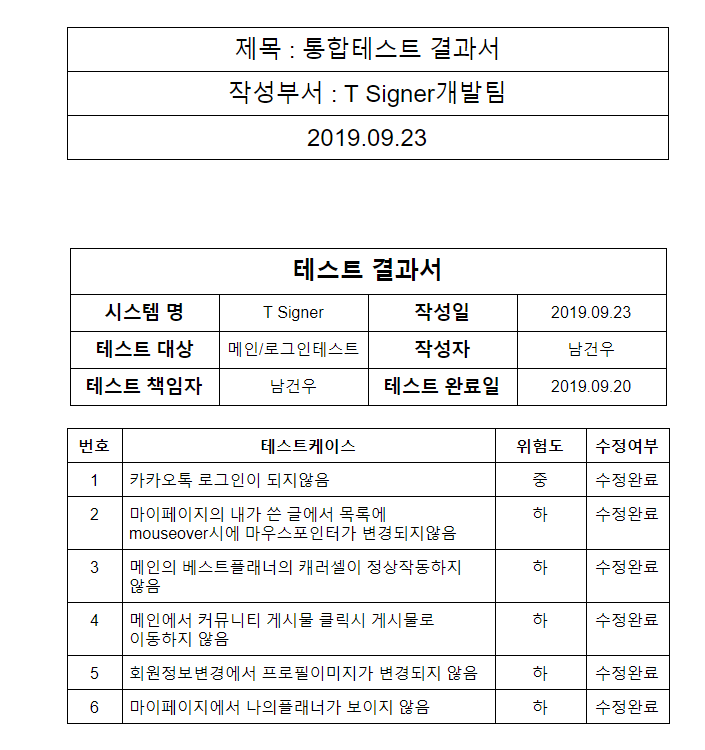 제목 : 통합테스트 결과서
작성부서 : T Signer개발팀
2019.09.23
테스트 결과서
시스템 명 T Signer 작성일 2019.09.23
테스트 대상 메인/로그인테스트 작성자 남건우
테스트 책임자 남건우 테스트 완료일 2019.09.20
번호 테스트케이스 위험도 수정여부
1 카카오톡 로그인이 되지않음 중 수정완료
2 마이페이지의 내가 쓴 글에서 목록에 하 수정완료
mouseover시에 마우스포인터가 변경되지않음
3 메인의 베스트플래너의 캐러셀이 정상작동하지 하 수정완료
않음
4 메인에서 커뮤니티 게시물 클릭시 게시물로 하 수정완료
이동하지 않음
5 회원정보변경에서 프로필이미지가 변경되지 않음 하 수정완료
6 마이페이지에서 나의플래너가 보이지 않음 하 수정완료